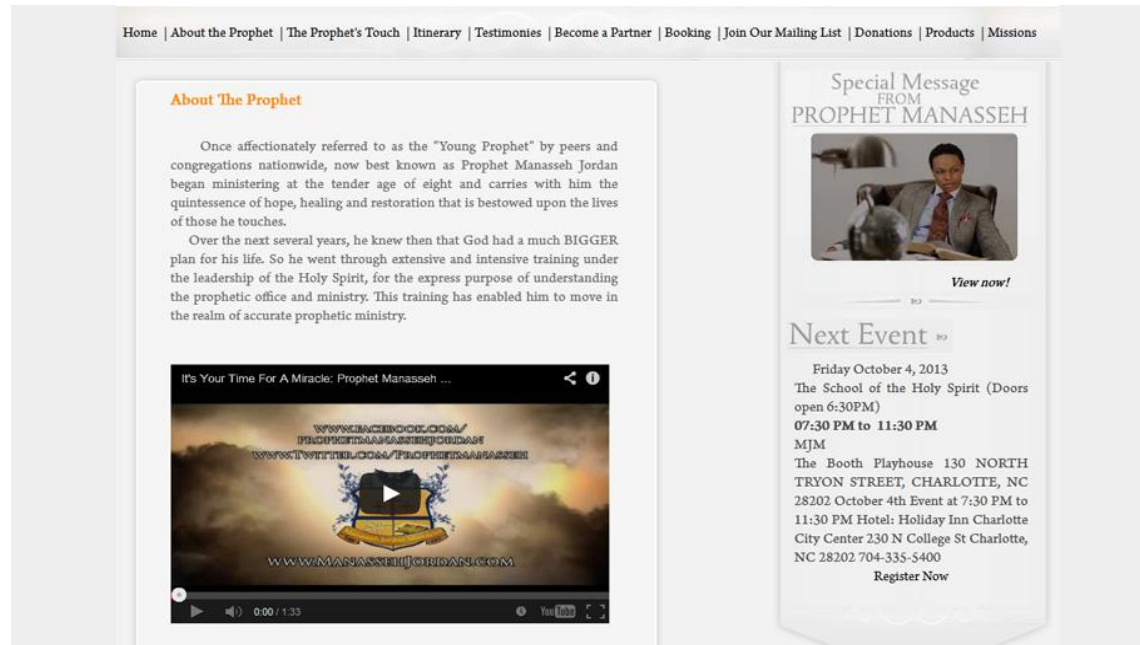 Home | About the Prophet | The Prophet's Touch | Itinerary | Testimonies | Become a Partner | Booking | Join Our Mailing List | Donations | Products | Missions
About The Prophet
Once affectionately referred to as the "Young Prophet" by peers and
congregations nationwide, now best known as Prophet Manasseh Jordan
began ministering at the tender age of eight and carries with him the
quintessence of hope, healing and restoration that is bestowed upon the lives
of those he touches.
Over the next several years, he knew then that God had a much BIGGER
plan for his life. So he went through extensive and intensive training under
the leadership of the Holy Spirit, for the express purpose of understanding
the prophetic office and ministry. This training has enabled him to move in
the realm of accurate prophetic ministry.
It's Your Time For A Miracle: Prophet Manasseh ...
WWW.FACEBOOK.COM/
PROPHETMANASSEHJORDAN
WWW.TWITTER.COM/PROPHETMANASSEH
WWW.MANASSEHJORDAN.COM
0:00 / 1:33
YouTube
Special Message
FROM
PROPHET MANASSEH
View now!
Next Event
Friday October 4, 2013
The School of the Holy Spirit (Doors
open 6:30PM)
07:30 PM to 11:30 PM
MJM
The Booth Playhouse 130 NORTH
TRYON STREET, CHARLOTTE, NC
28202 October 4th Event at 7:30 PM to
11:30 PM Hotel: Holiday Inn Charlotte
City Center 230 N College St Charlotte,
NC 28202 704-335-5400
Register Now